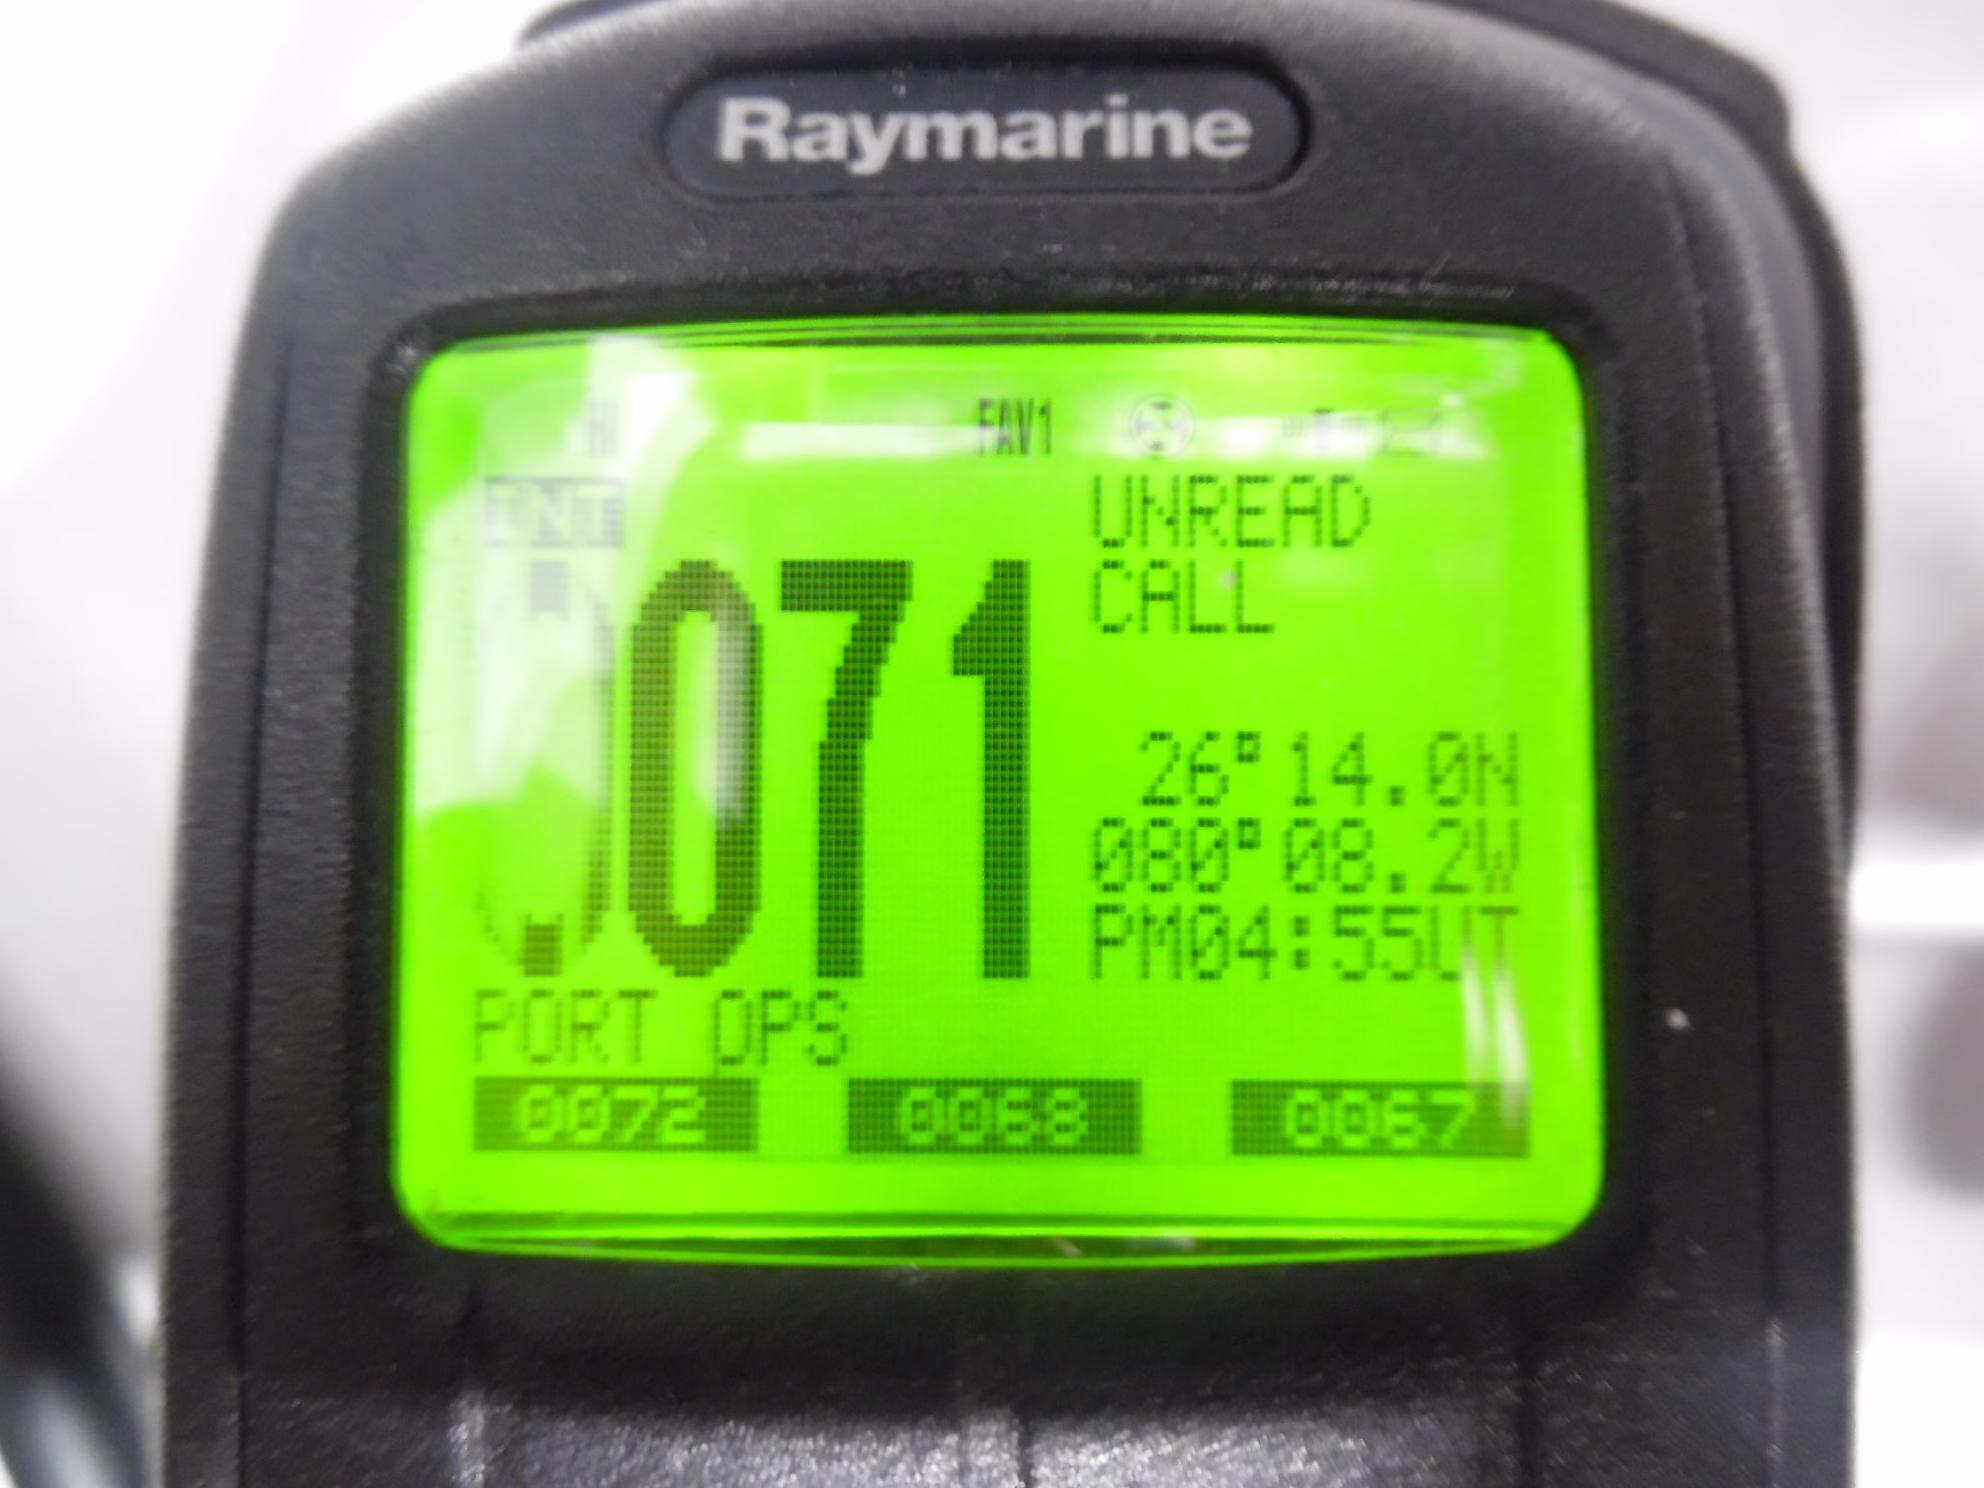 Raymarine
HI FAV1
INT
UNREAD
CALL
0071
26°14.0N
080°08.2W
PM04:55UT
PORT OPS
0072 0068 0067